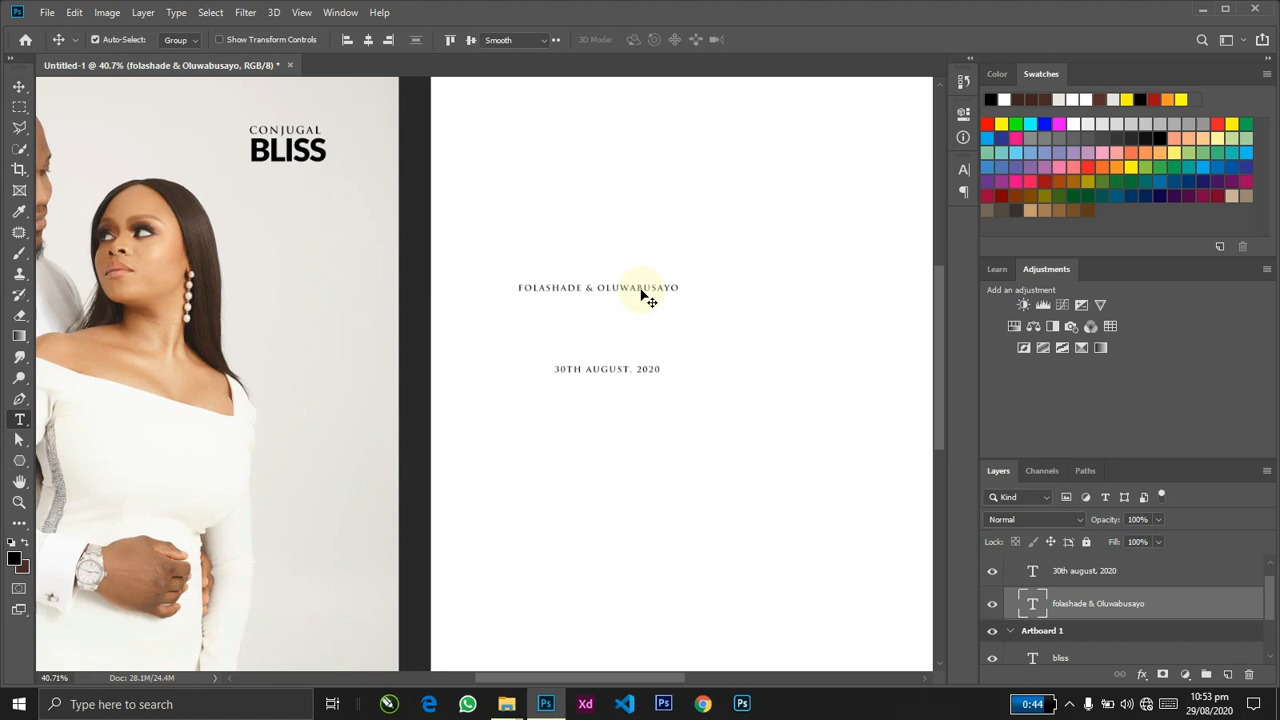 File Edit Image Layer Type Select Filter 3D View Window Help
Auto-Select: Group Show Transform Controls Smooth 3D Mode:
Untitled-1 @ 40.7% (folashade & Oluwabusayo, RGB/8) *
CONJUGAL
BLISS
FOLASHADE & OLUWABUSAYO
30TH AUGUST, 2020
Color Swatches
Learn Adjustments
Add an adjustment
Layers Channels Paths
Kind
Normal Opacity: 100%
Lock: Fill: 100%
30th august, 2020
folashade & Oluwabusayo
Artboard 1
bliss
40.71% Doc: 28.1M/24.4M
Type here to search
0:44
10:53 pm
29/08/2020